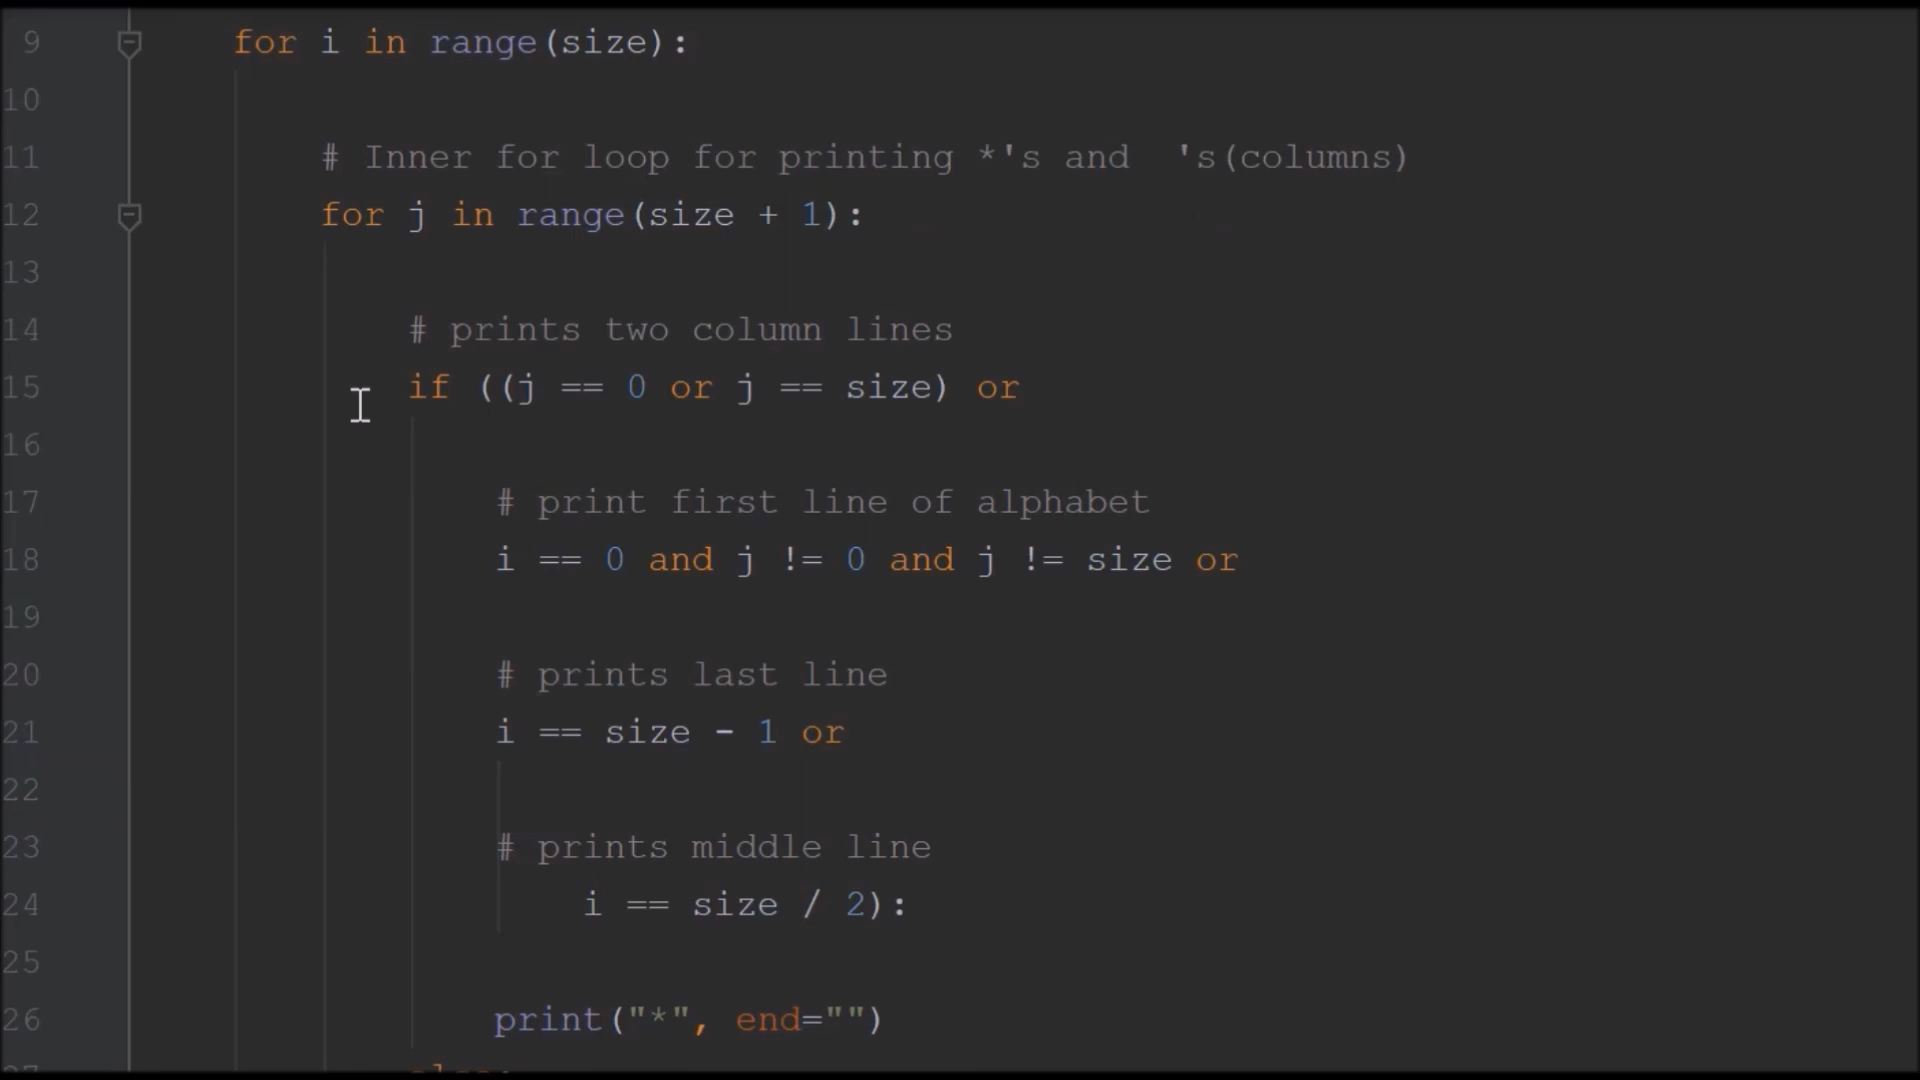 9 for i in range(size):
10
11 # Inner for loop for printing *'s and  's(columns)
12 for j in range(size + 1):
13
14 # prints two column lines
15 if ((j == 0 or j == size) or
16
17 # print first line of alphabet
18 i == 0 and j != 0 and j != size or
19
20 # prints last line
21 i == size - 1 or
22
23 # prints middle line
24 i == size / 2):
25
26 print("*", end="")